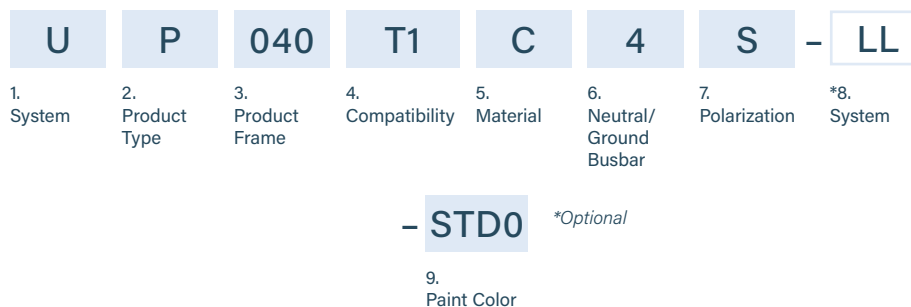 U P 040 T1 C 4 S – LL
1. 2. 3. 4. 5. 6. 7. *8.
System Product Product Compatibility Material Neutral/ Polarization System
Type Frame Ground
Busbar
– STD0 *Optional
9.
Paint Color